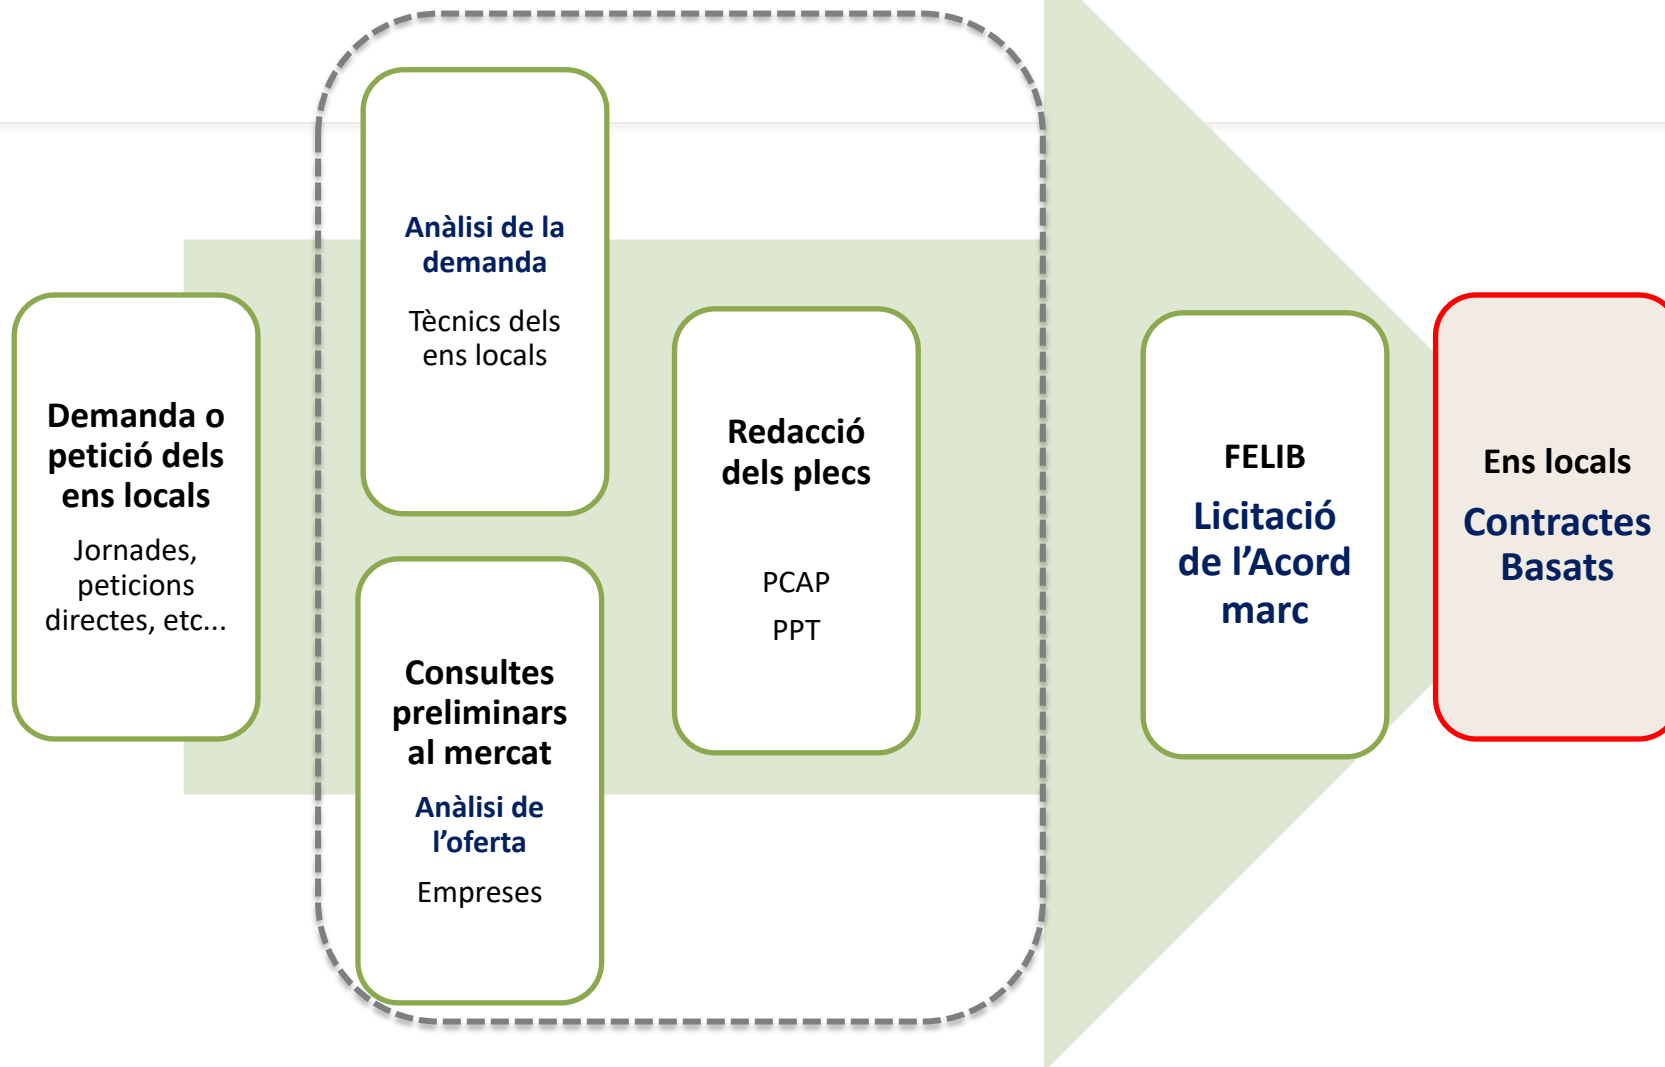 Demanda o
petició dels
ens locals
Jornades,
peticions
directes, etc...
Anàlisi de la
demanda
Tècnics dels
ens locals
Consultes
preliminars
al mercat
Anàlisi de
l’oferta
Empreses
Redacció
dels plecs
PCAP
PPT
FELIB
Licitació
de l’Acord
marc
Ens locals
Contractes
Basats